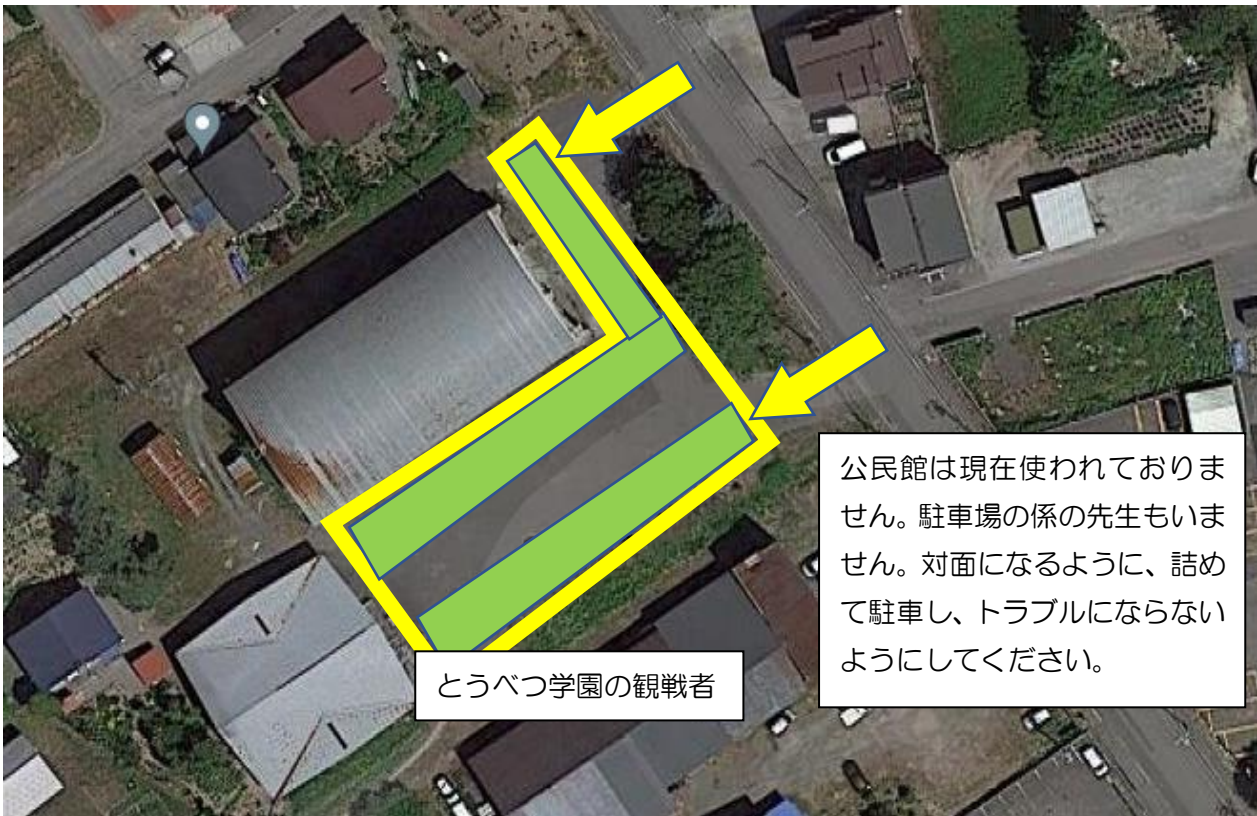 公民館は現在使われておりま
せん。駐車場の係の先生もいま
せん。対面になるように、詰め
て駐車し、トラブルにならない
ようにしてください。
とうべつ学園の観戦者